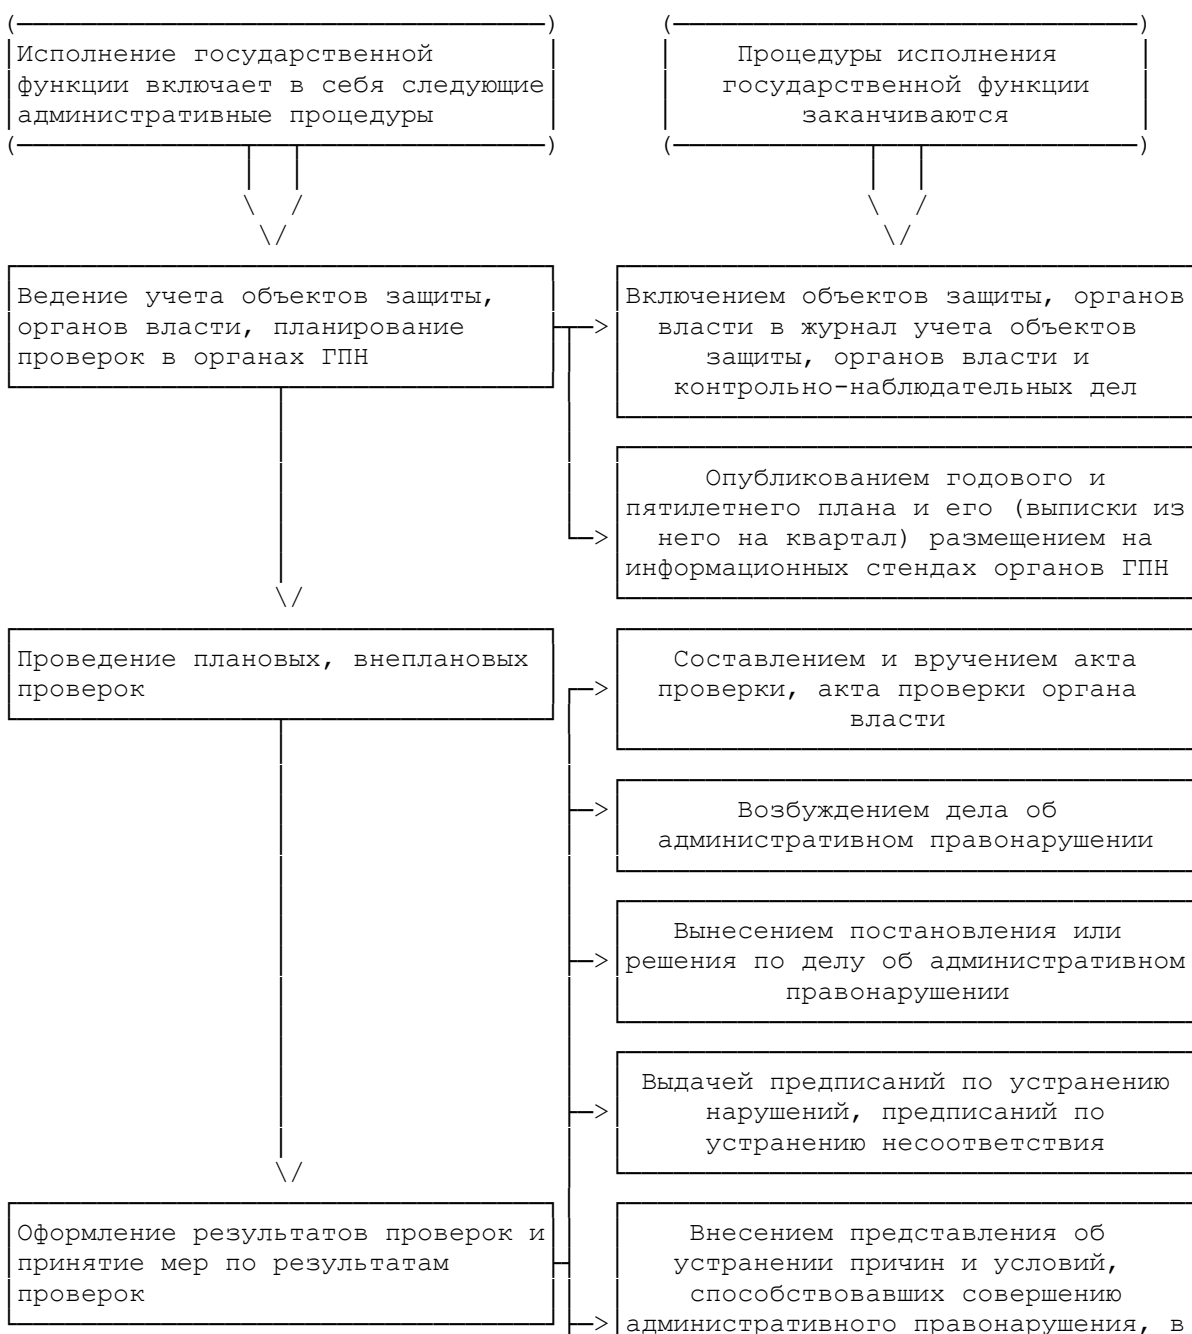 Исполнение государственной
функции включает в себя следующие
административные процедуры
Процедуры исполнения
государственной функции
заканчиваются
Ведение учета объектов защиты,
органов власти, планирование
проверок в органах ГПН
Включением объектов защиты, органов
власти в журнал учета объектов
защиты, органов власти и
контрольно-наблюдательных дел
Опубликованием годового и
пятилетнего плана и его (выписки из
него на квартал) размещением на
информационных стендах органов ГПН
Проведение плановых, внеплановых
проверок
Составлением и вручением акта
проверки, акта проверки органа
власти
Возбуждением дела об
административном правонарушении
Вынесением постановления или
решения по делу об административном
правонарушении
Выдачей предписаний по устранению
нарушений, предписаний по
устранению несоответствия
Оформление результатов проверок и
принятие мер по результатам
проверок
Внесением представления об
устранении причин и условий,
способствовавших совершению
административного правонарушения, в